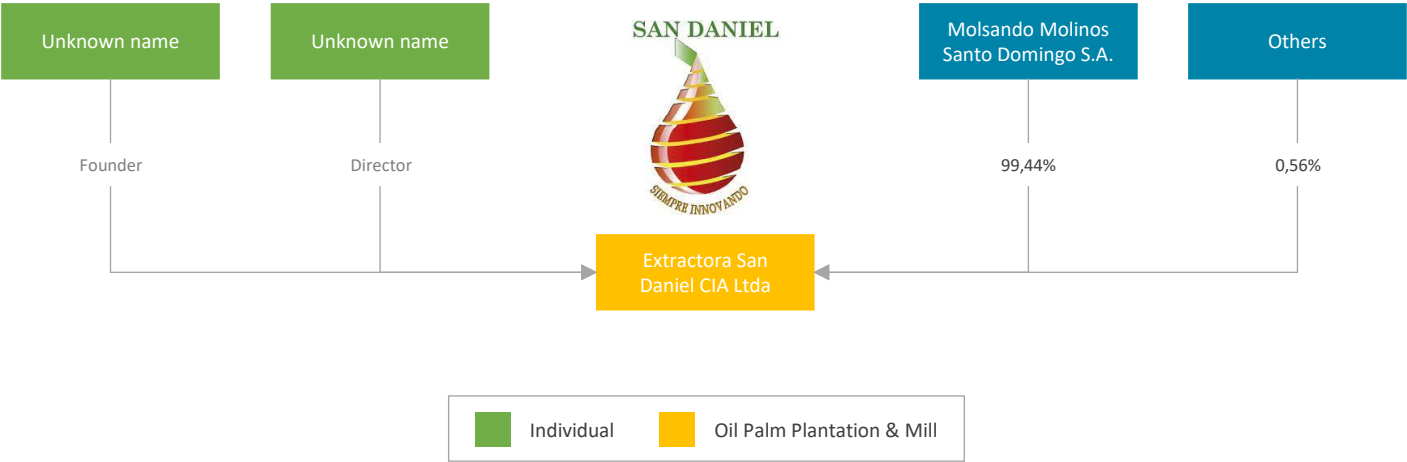 Unknown name
Unknown name
SAN DANIEL
Molsando Molinos
Santo Domingo S.A.
Others
Founder
Director
99,44%
0,56%
SIEMPRE INNOVANDO
Extractora San
Daniel CIA Ltda
Individual
Oil Palm Plantation & Mill